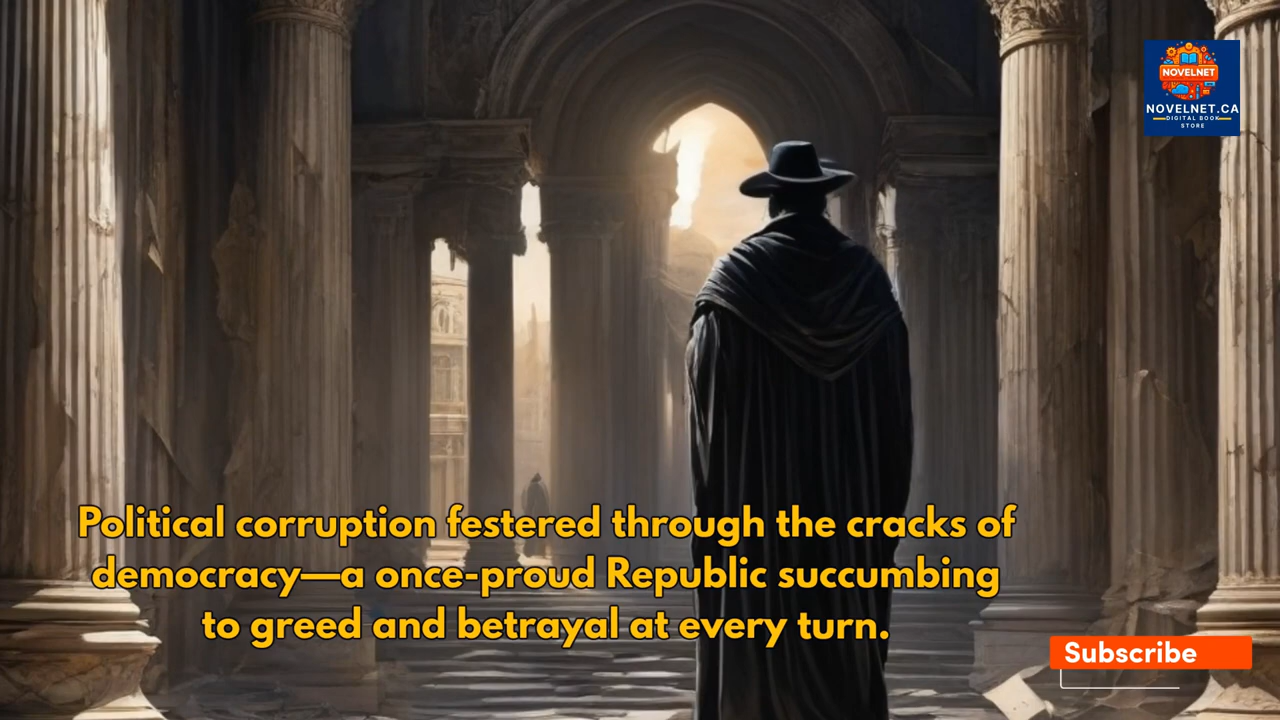 NOVELNET
NOVELNET.CA
DIGITAL BOOK
STORE
Political corruption festered through the cracks of
democracy—a once-proud Republic succumbing
to greed and betrayal at every turn.
Subscribe